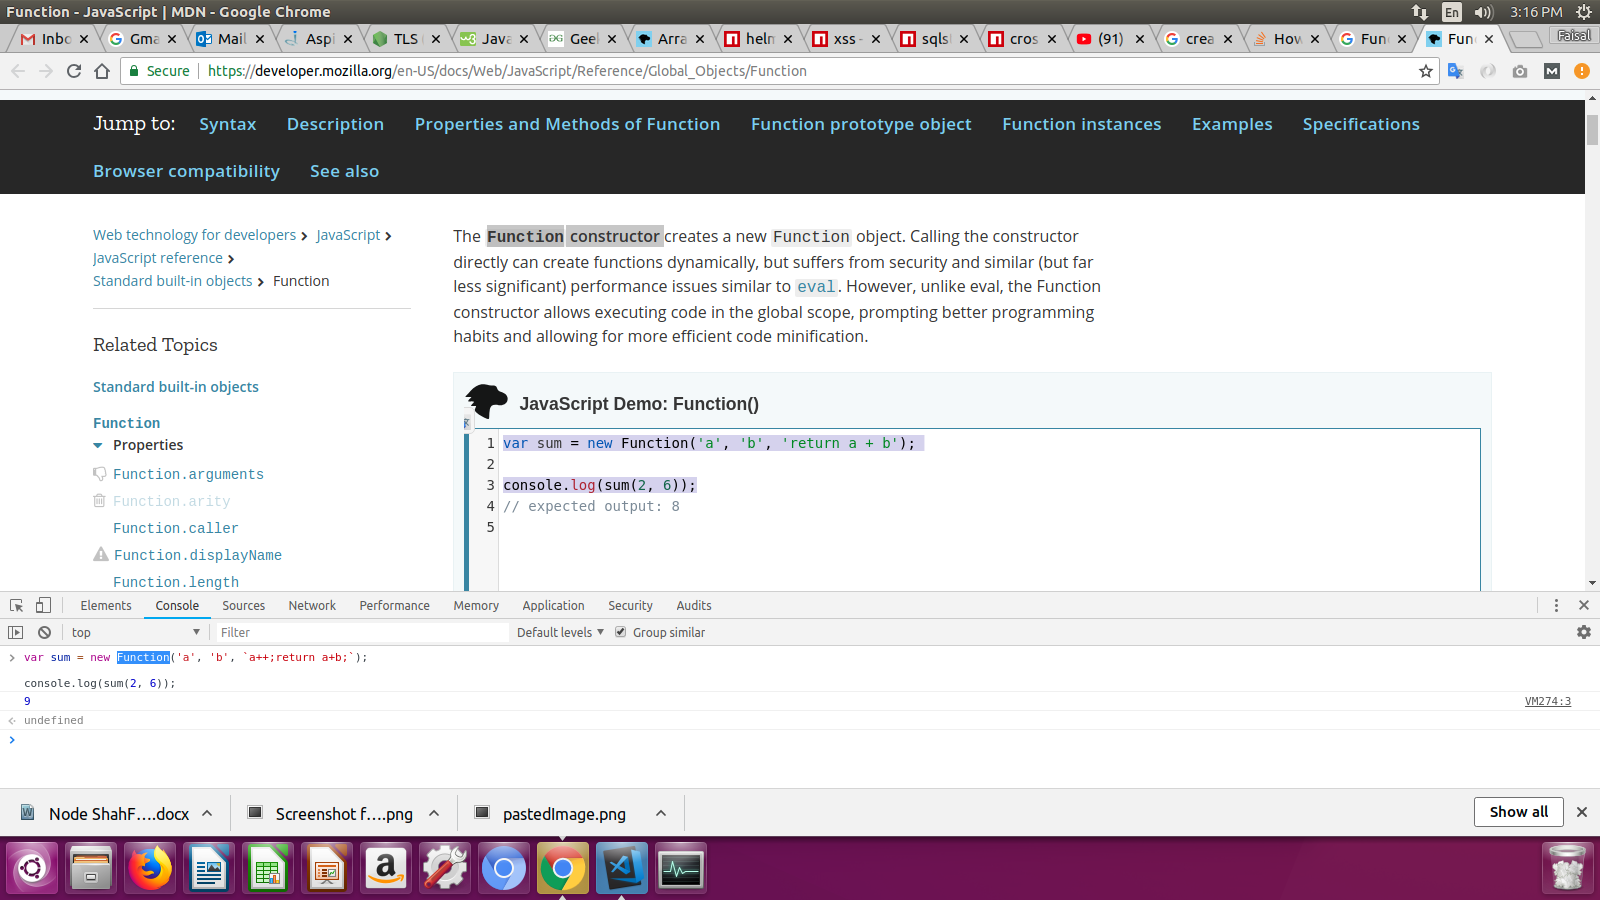 Function - JavaScript | MDN - Google Chrome
En
3:16 PM
Inbo
Gma
Mail
Aspi
TLS
Java
Geel
Arra
helm
xss -
sqls
cros
(91)
crea
How
Fun
Fun
Faisal
Secure
https://developer.mozilla.org/en-US/docs/Web/JavaScript/Reference/Global_Objects/Function
Jump to: Syntax Description Properties and Methods of Function Function prototype object Function instances Examples Specifications
Browser compatibility See also
Web technology for developers JavaScript
JavaScript reference
Standard built-in objects Function
Related Topics
Standard built-in objects
Function
Properties
Function.arguments
Function.arity
Function.caller
Function.displayName
Function.length
The Function constructor creates a new Function object. Calling the constructor
directly can create functions dynamically, but suffers from security and similar (but far
less significant) performance issues similar to eval. However, unlike eval, the Function
constructor allows executing code in the global scope, prompting better programming
habits and allowing for more efficient code minification.
JavaScript Demo: Function()
1 var sum = new Function('a', 'b', 'return a + b');
2
3 console.log(sum(2, 6));
4 // expected output: 8
5
Elements Console Sources Network Performance Memory Application Security Audits
top Filter Default levels Group similar
var sum = new Function('a', 'b', `a++;return a+b;`);
console.log(sum(2, 6));
9 VM274:3
undefined
Node ShahF....docx
Screenshot f....png
pastedImage.png
Show all